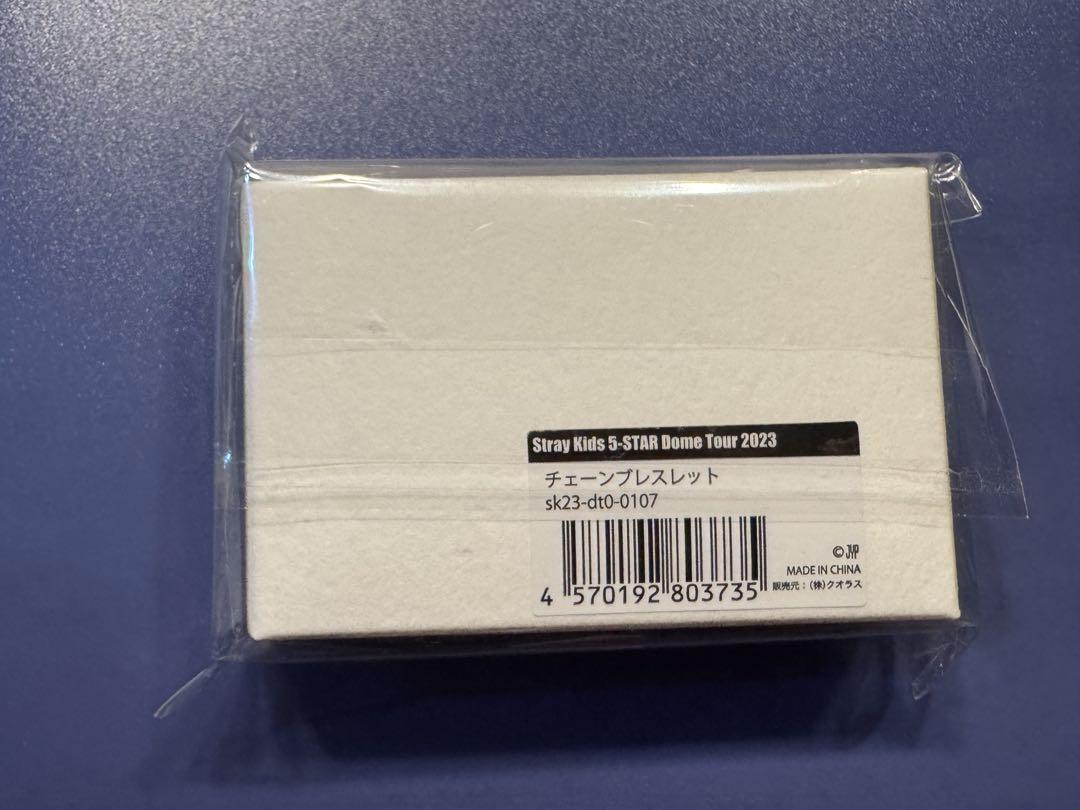 Stray Kids 5-STAR Dome Tour 2023
チェーンブレスレット
sk23-dt0-0107
© JYP
MADE IN CHINA
販売元：（株）クオラス
4 570192 803735